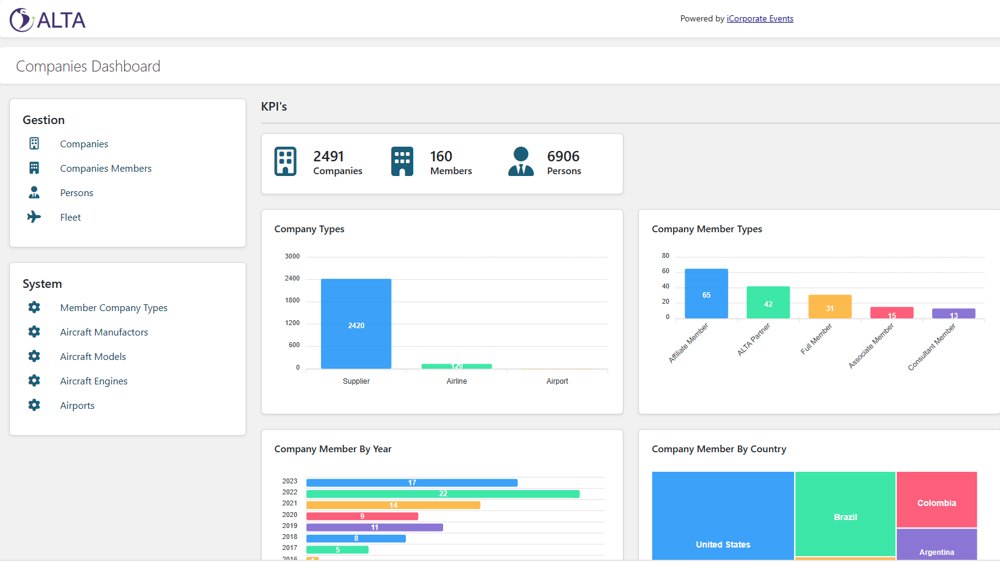 ALTA
Powered by iCorporate Events
Companies Dashboard
Gestion
Companies
Companies Members
Persons
Fleet
System
Member Company Types
Aircraft Manufactors
Aircraft Models
Aircraft Engines
Airports
KPI's
2491
Companies
160
Members
6906
Persons
Company Types
3000
2400
1800
1200
600
0
2420
129
Supplier
Airline
Airport
Company Member Types
80
60
40
20
0
65
42
31
15
13
Affiliate Member
ALTA Partner
Full Member
Associate Member
Consultant Member
Company Member By Year
2023 17
2022 22
2021 14
2020 9
2019 11
2018 8
2017 5
2016
Company Member By Country
United States
Brazil
Colombia
Argentina